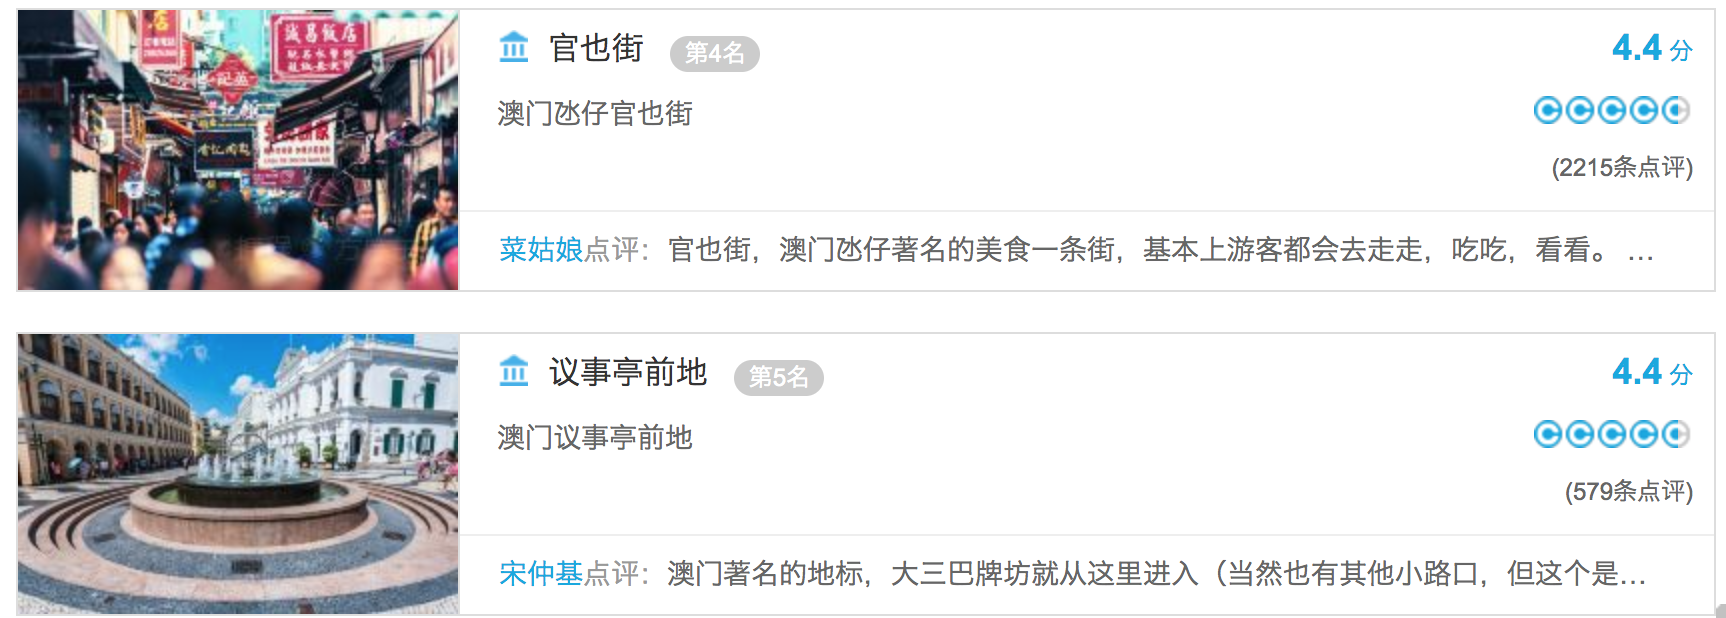 誠昌飯店
官也街 第4名
4.4 分
澳门氹仔官也街
(2215条点评)
菜姑娘点评：官也街，澳门氹仔著名的美食一条街，基本上游客都会去走走，吃吃，看看。 …
议事亭前地 第5名
4.4 分
澳门议事亭前地
(579条点评)
宋仲基点评：澳门著名的地标，大三巴牌坊就从这里进入（当然也有其他小路口，但这个是…